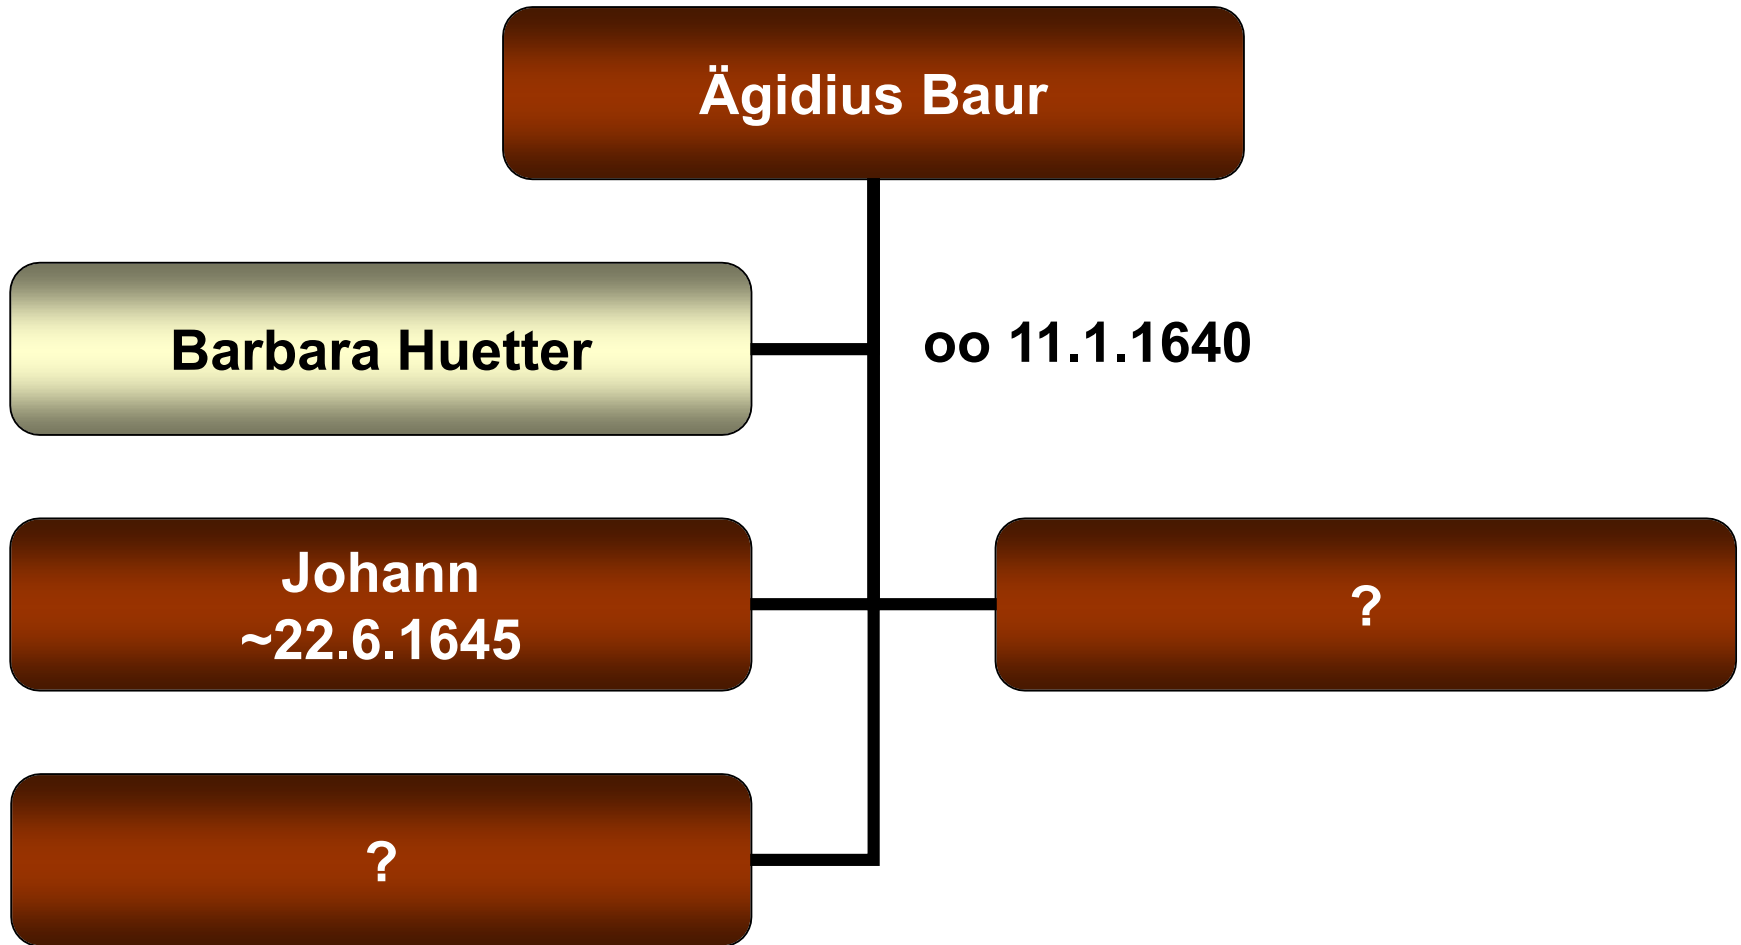 Ägidius Baur
Barbara Huetter
oo 11.1.1640
Johann
~22.6.1645
?
?